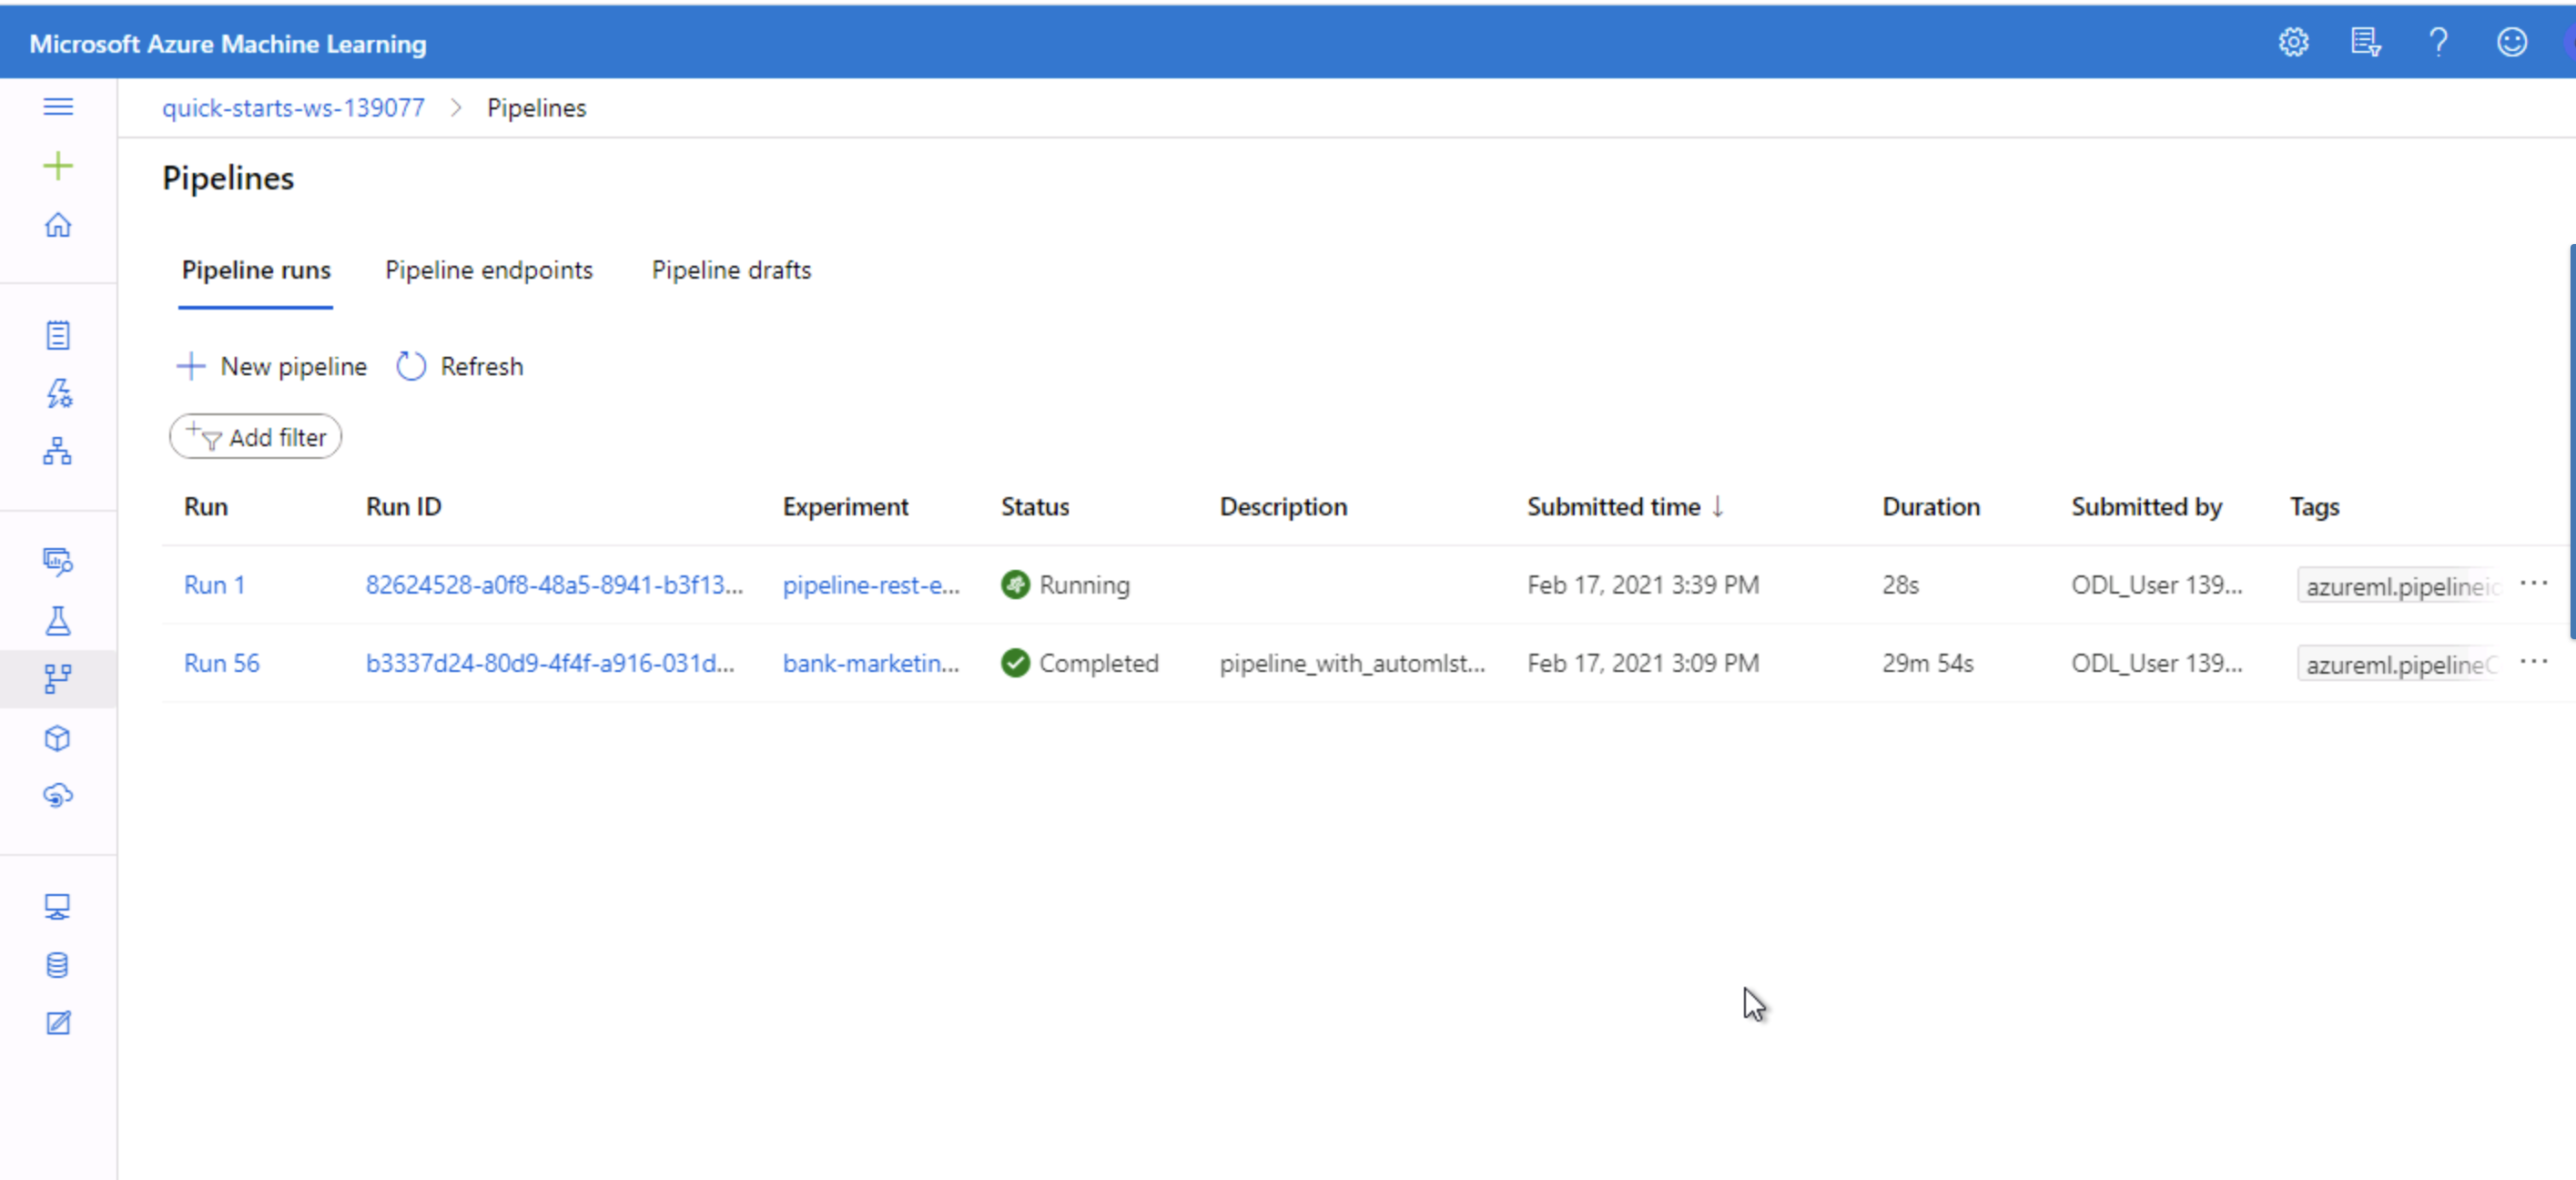 Microsoft Azure Machine Learning
quick-starts-ws-139077 > Pipelines
Pipelines
Pipeline runs Pipeline endpoints Pipeline drafts
New pipeline Refresh
Add filter
Run Run ID Experiment Status Description Submitted time ↓ Duration Submitted by Tags
Run 1 82624528-a0f8-48a5-8941-b3f13... pipeline-rest-e... Running Feb 17, 2021 3:39 PM 28s ODL_User 139... azureml.pipelineid ...
Run 56 b3337d24-80d9-4f4f-a916-031d... bank-marketin... Completed pipeline_with_automlst... Feb 17, 2021 3:09 PM 29m 54s ODL_User 139... azureml.pipelineC ...